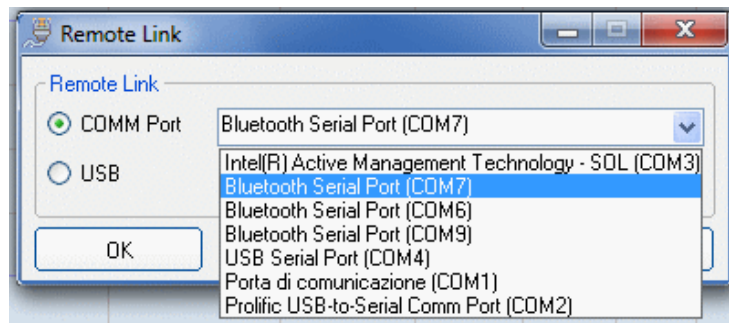 Remote Link
Remote Link
COMM Port
Bluetooth Serial Port (COM7)
USB
Intel(R) Active Management Technology - SOL (COM3)
Bluetooth Serial Port (COM7)
Bluetooth Serial Port (COM6)
Bluetooth Serial Port (COM9)
USB Serial Port (COM4)
Porta di comunicazione (COM1)
Prolific USB-to-Serial Comm Port (COM2)
OK